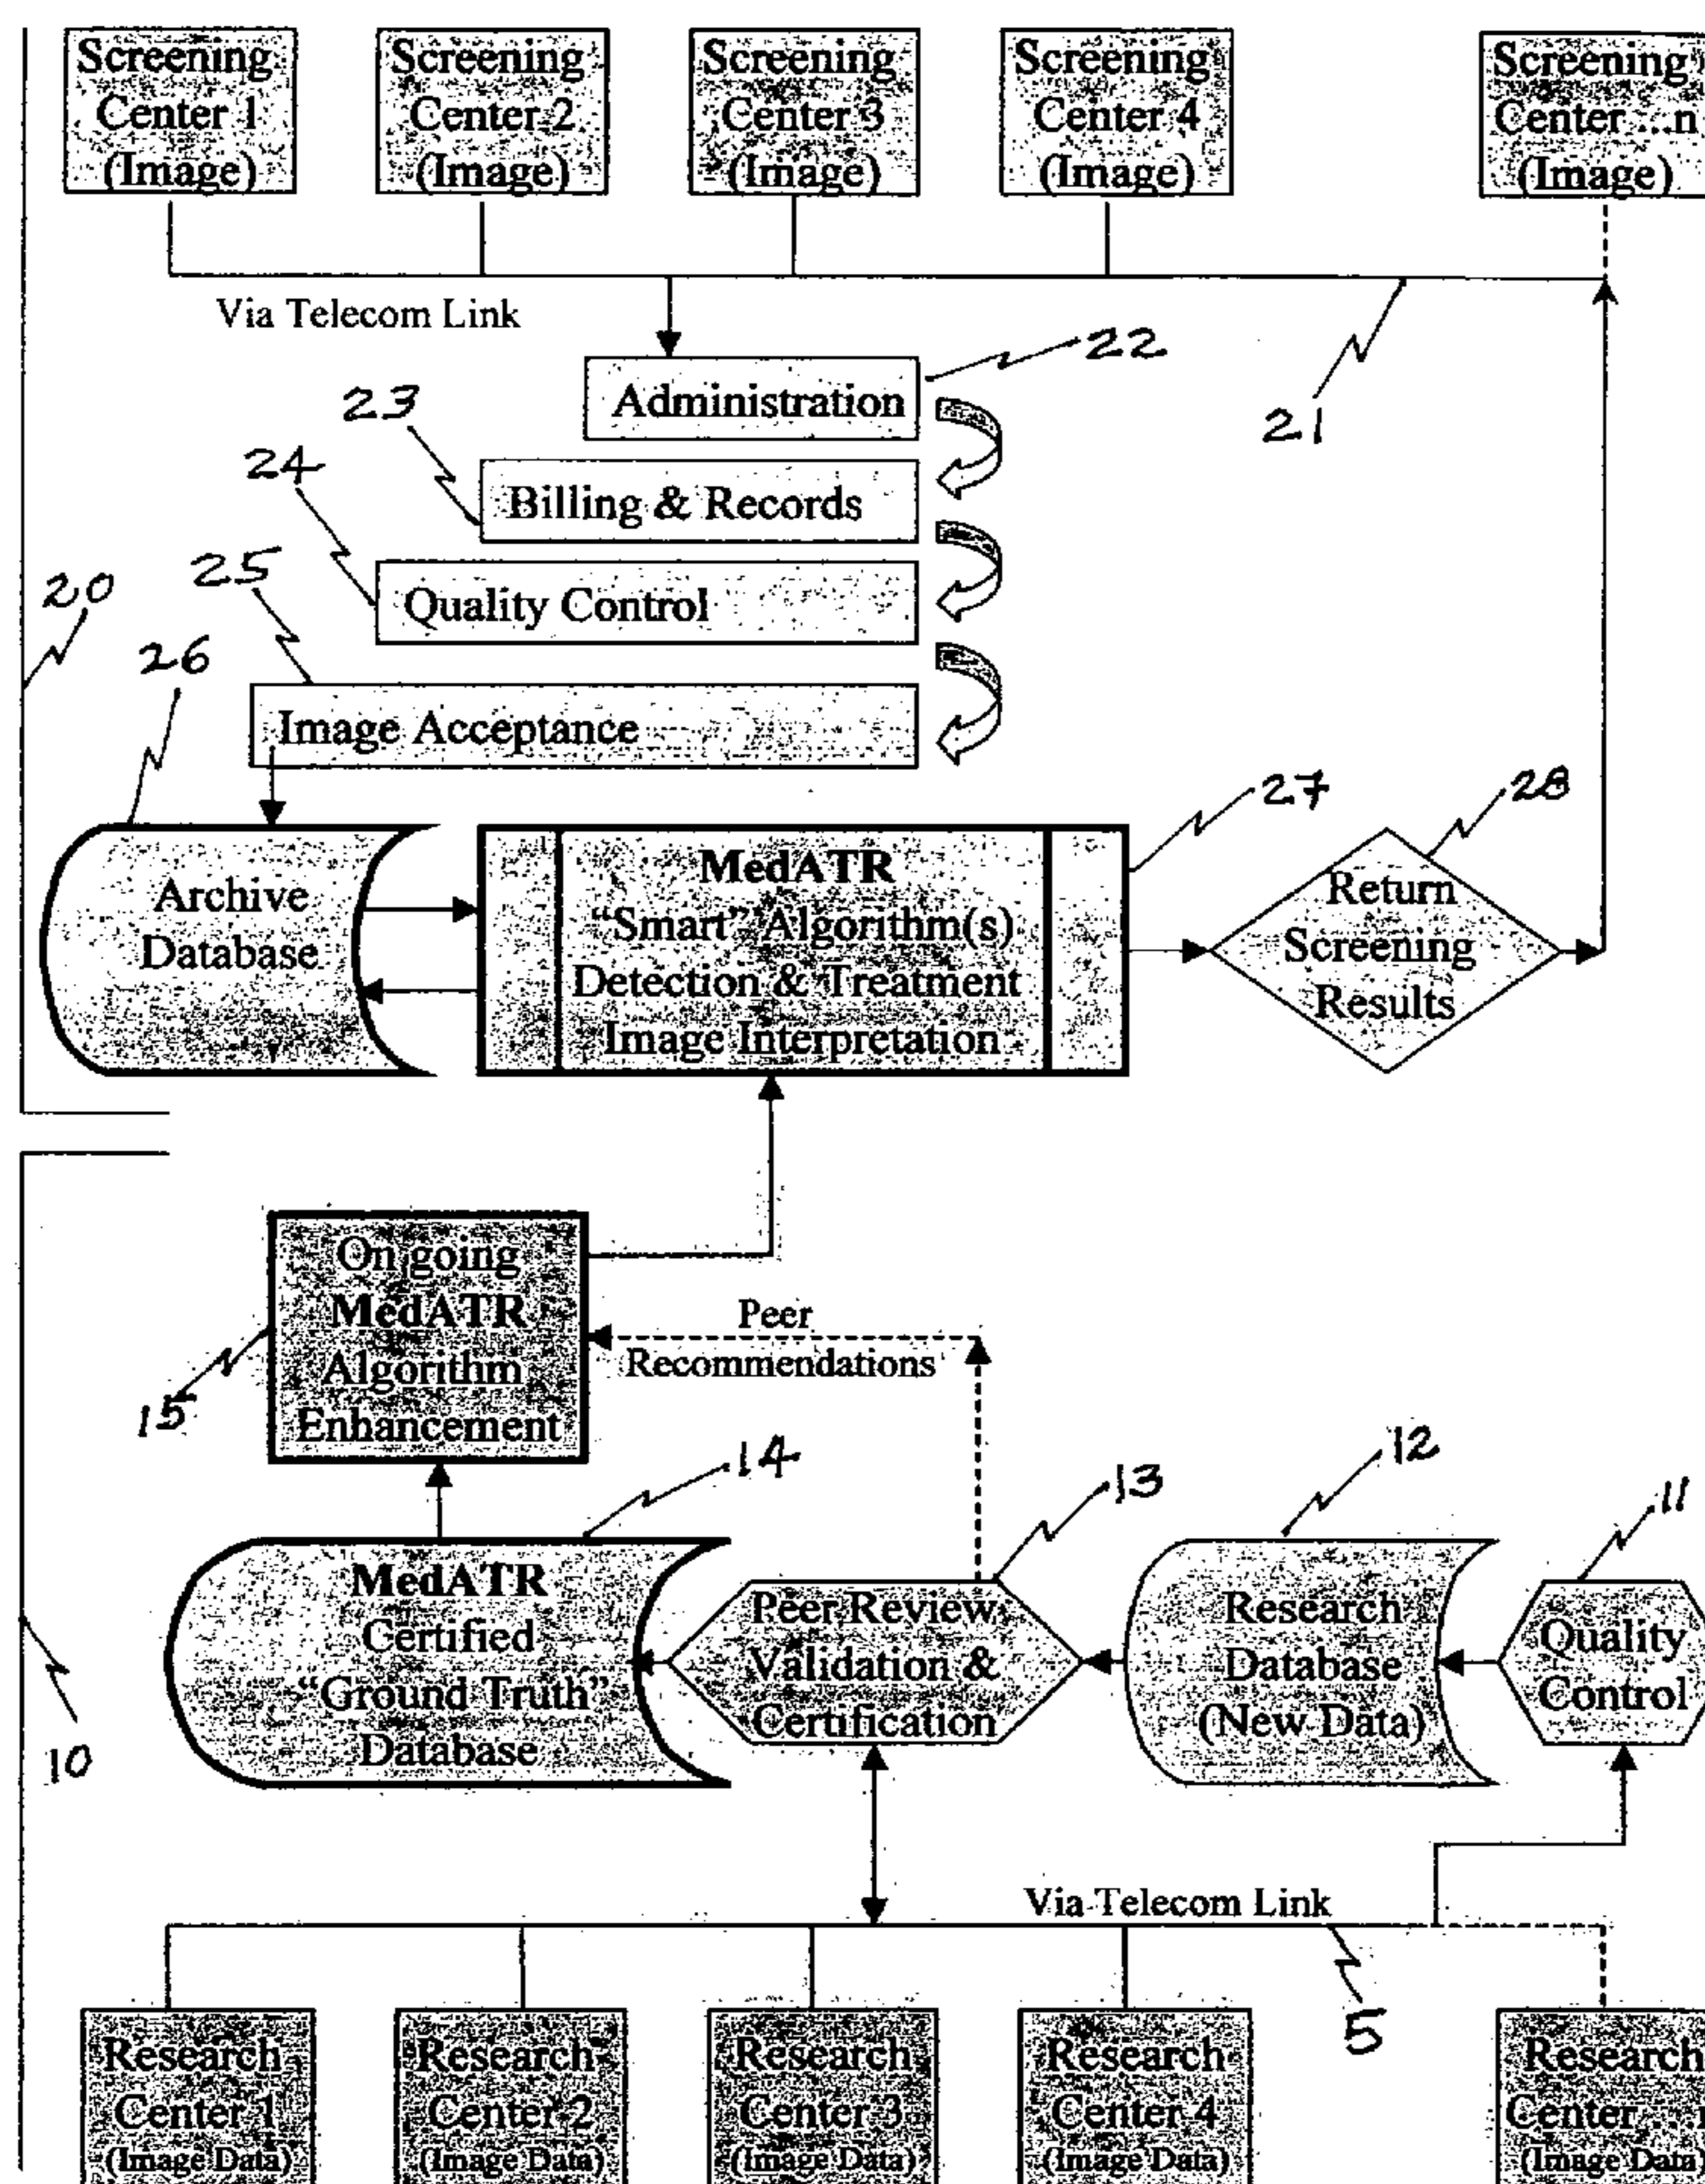 Screening
Center 1
(Image)
Screening
Center 2
(Image)
Screening
Center 3
(Image)
Screening
Center 4
(Image)
Screening
Center ...n
(Image)
Via Telecom Link
21
22
Administration
23
Billing & Records
24
Quality Control
25
Image Acceptance
20
26
Archive
Database
27
MedATR
“Smart” Algorithm(s)
Detection & Treatment
Image Interpretation
28
Return
Screening
Results
On going
MedATR
Algorithm
Enhancement
15
Peer
Recommendations
14
MedATR
Certified
“Ground Truth”
Database
13
Peer Review
Validation &
Certification
12
Research
Database
(New Data)
11
Quality
Control
10
Via Telecom Link
5
Research
Center 1
(Image Data)
Research
Center 2
(Image Data)
Research
Center 3
(Image Data)
Research
Center 4
(Image Data)
Research
Center
(Image Data)